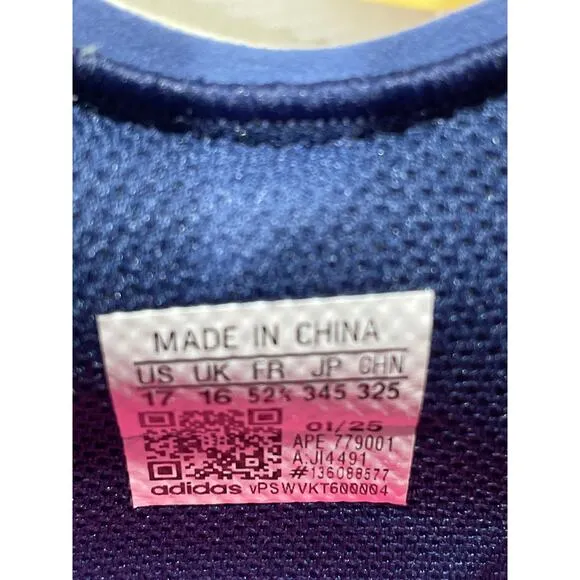 MADE IN CHINA
US UK FR JP CHN
17 16 52⅔ 345 325
01/25
APE 779001
A:JI4491
#136088577
adidas vPSWVKT600004